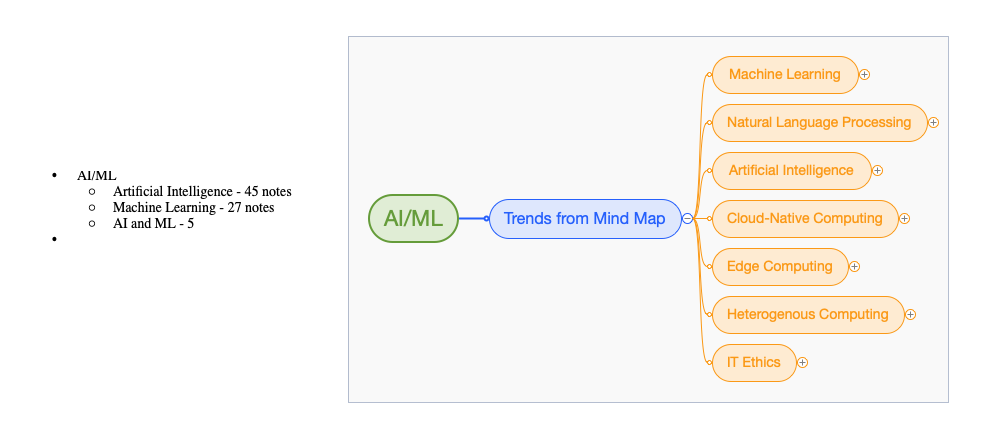 AI/ML
Artificial Intelligence - 45 notes
Machine Learning - 27 notes
AI and ML - 5
AI/ML
Trends from Mind Map
Machine Learning
Natural Language Processing
Artificial Intelligence
Cloud-Native Computing
Edge Computing
Heterogenous Computing
IT Ethics